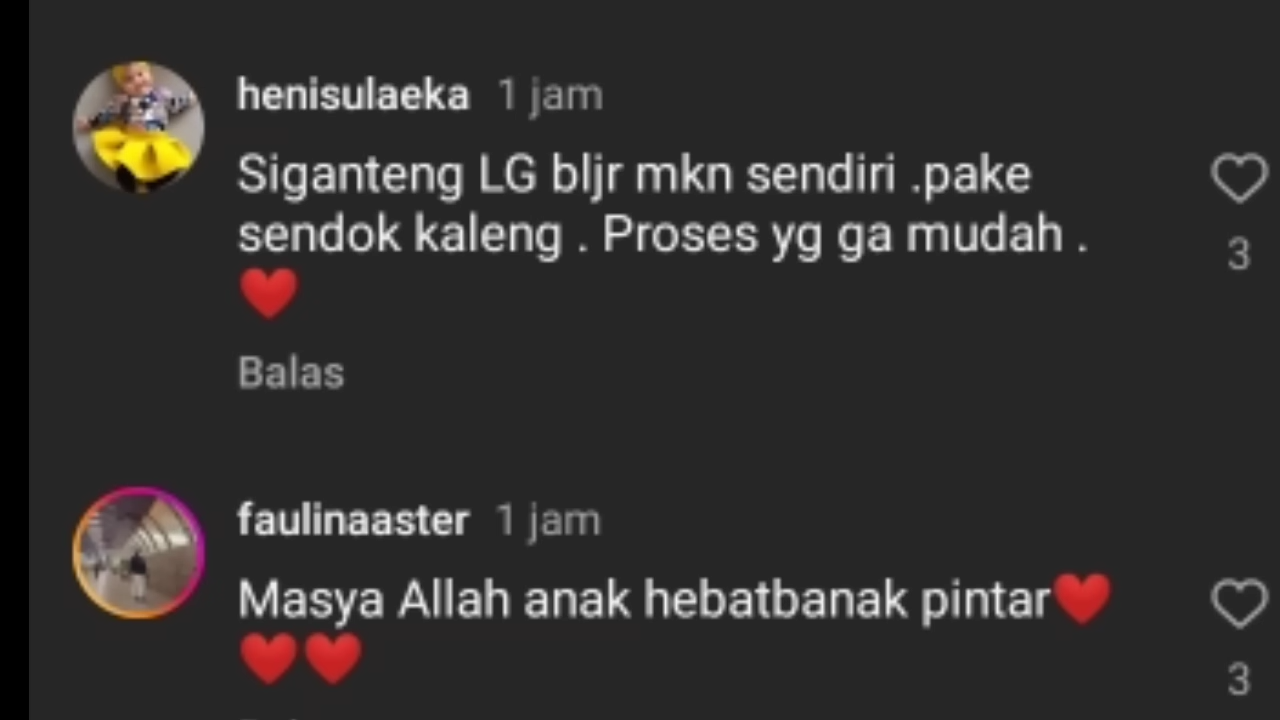 henisulaeka 1 jam
Siganteng LG bljr mkn sendiri .pake
sendok kaleng . Proses yg ga mudah .
❤️
3
Balas
faulinaaster 1 jam
Masya Allah anak hebatbanak pintar❤️
❤️❤️
3